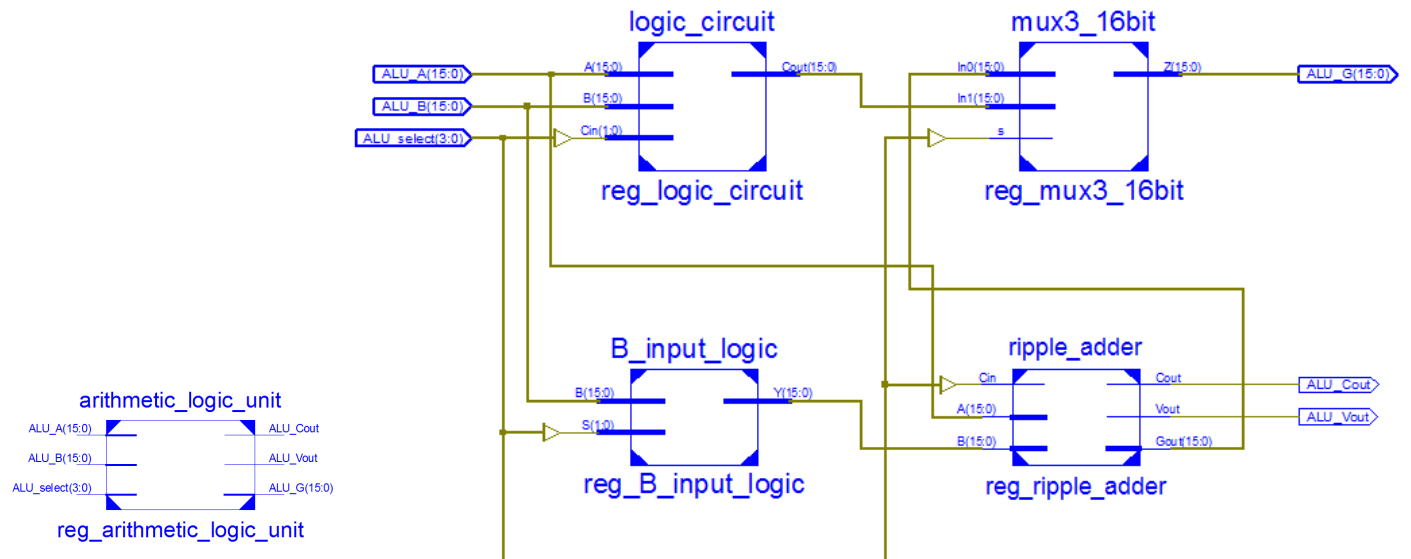 logic_circuit
ALU_A(15:0)
ALU_B(15:0)
ALU_select(3:0)
A(15:0)
B(15:0)
Cin(1:0)
Cout(15:0)
reg_logic_circuit
mux3_16bit
In0(15:0)
In1(15:0)
s
Z(15:0)
ALU_G(15:0)
reg_mux3_16bit
B_input_logic
B(15:0)
S(1:0)
Y(15:0)
reg_B_input_logic
ripple_adder
Cin
A(15:0)
B(15:0)
Cout
Vout
Gout(15:0)
ALU_Cout
ALU_Vout
reg_ripple_adder
arithmetic_logic_unit
ALU_A(15:0)
ALU_B(15:0)
ALU_select(3:0)
ALU_Cout
ALU_Vout
ALU_G(15:0)
reg_arithmetic_logic_unit